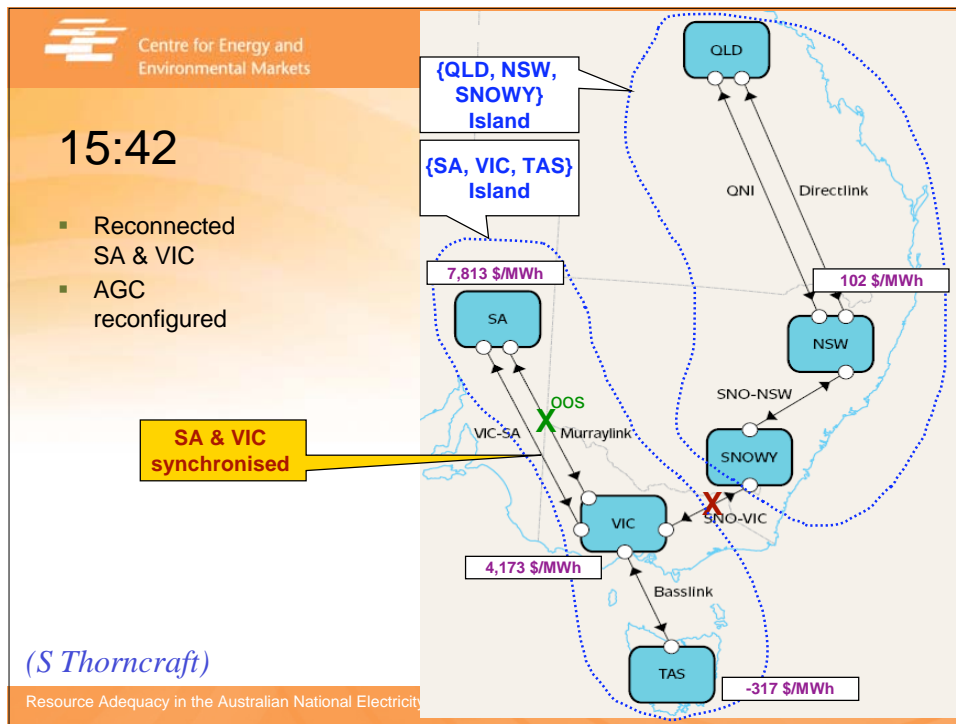 Centre for Energy and
Environmental Markets
15:42
▪ Reconnected
SA & VIC
▪ AGC
reconfigured
{QLD, NSW,
SNOWY}
Island
{SA, VIC, TAS}
Island
QLD
QNI
Directlink
7,813 $/MWh
102 $/MWh
SA
NSW
SNO-NSW
OOS
X
VIC-SA
Murraylink
SA & VIC
synchronised
SNOWY
X
SNO-VIC
VIC
4,173 $/MWh
Basslink
TAS
-317 $/MWh
(S Thorncraft)
Resource Adequacy in the Australian National Electricity